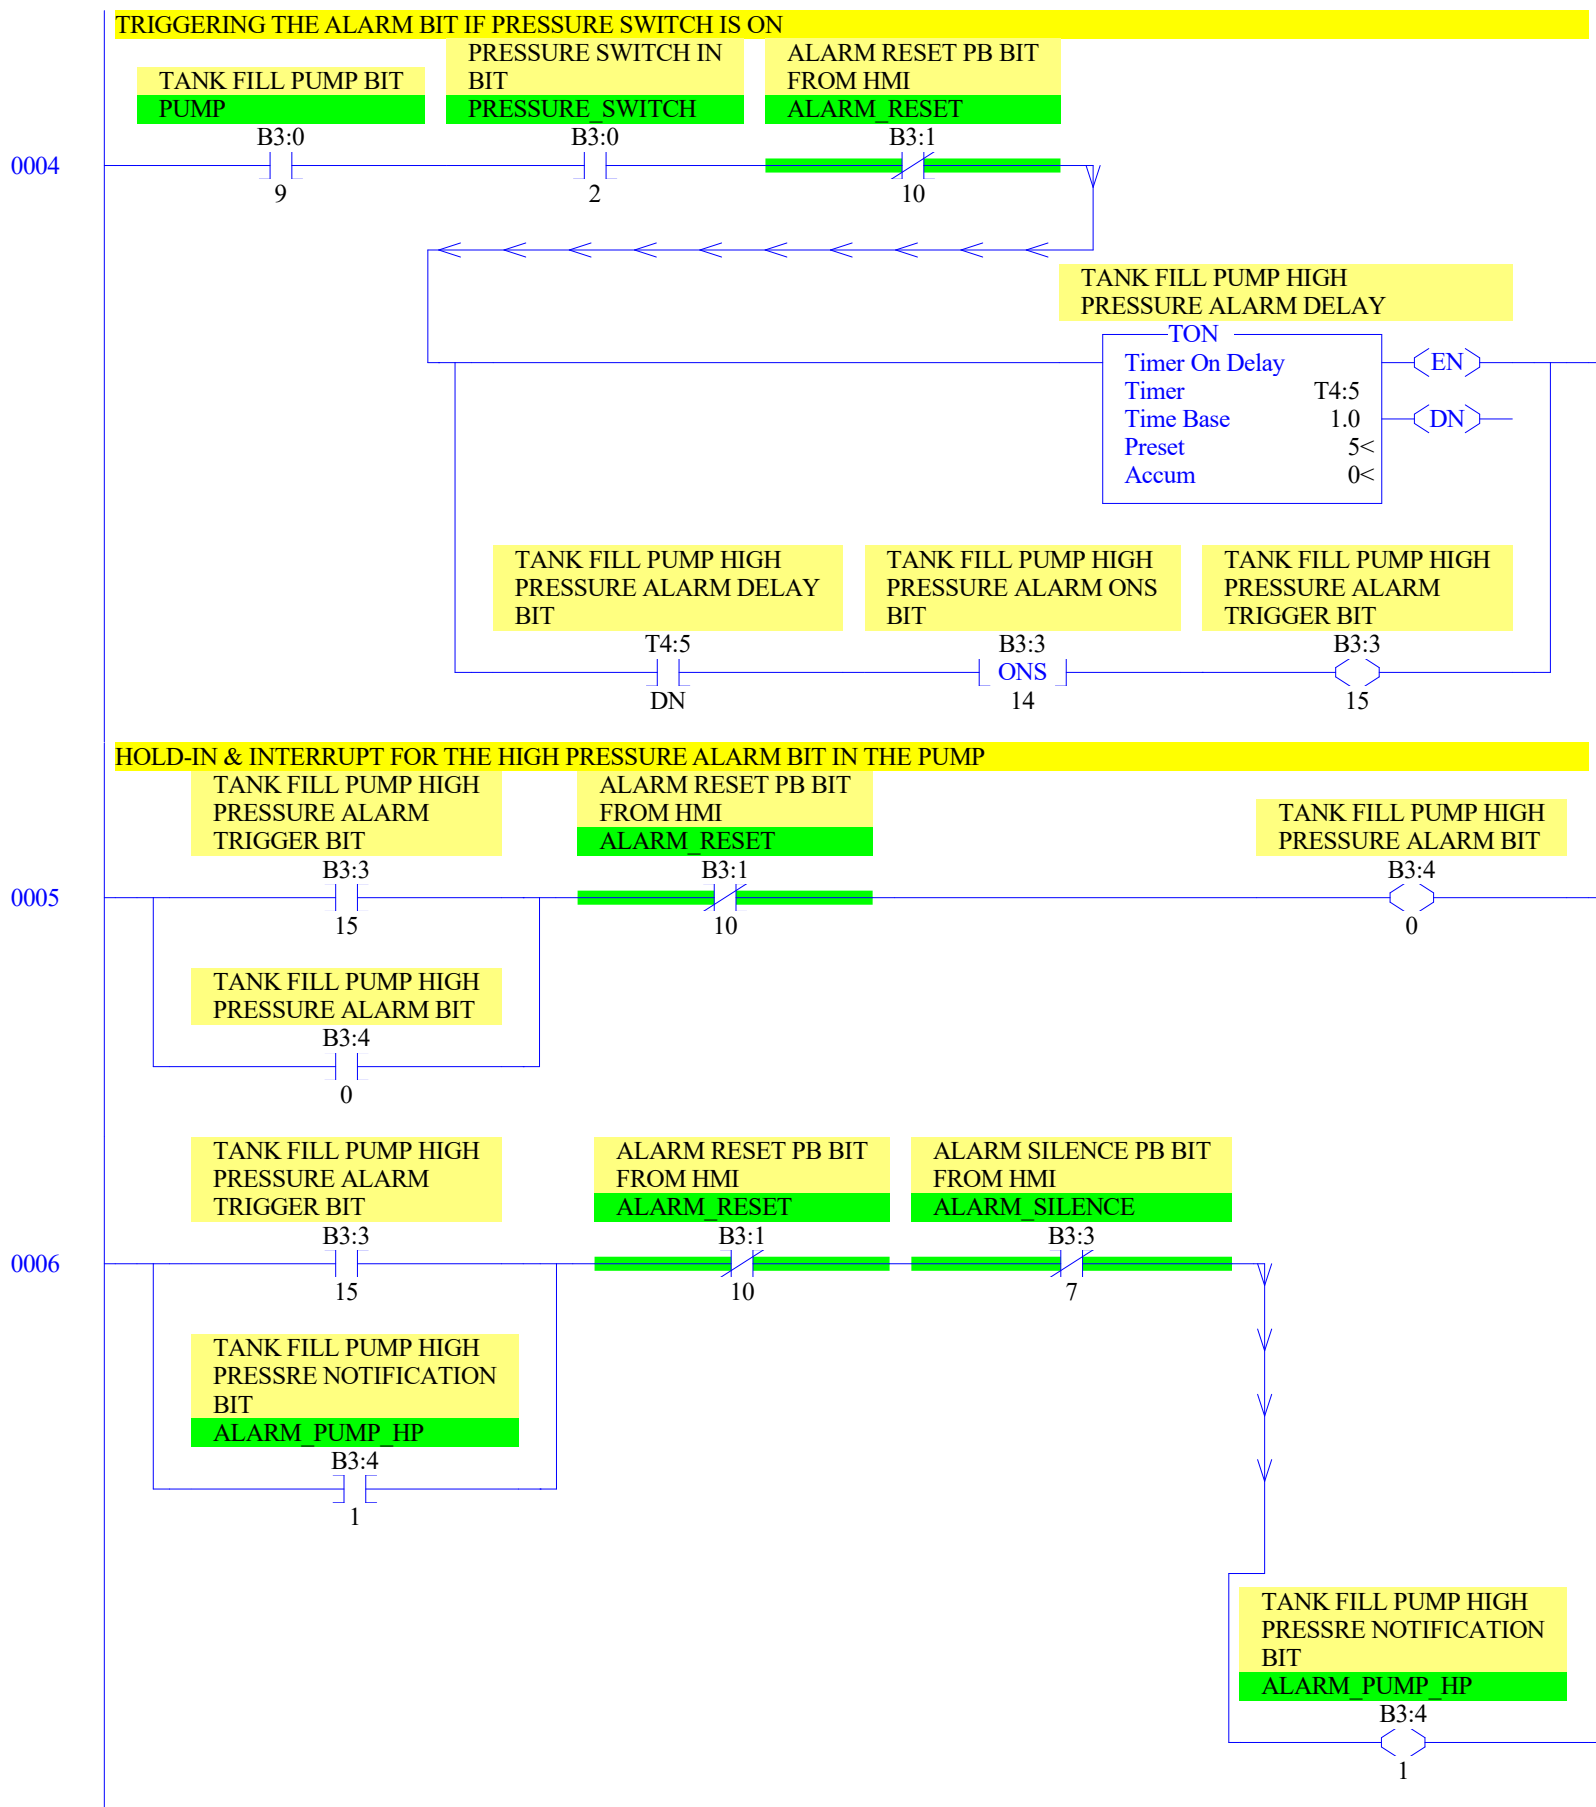 TRIGGERING THE ALARM BIT IF PRESSURE SWITCH IS ON
TANK FILL PUMP BIT
PUMP
B3:0
9
PRESSURE SWITCH IN
BIT
PRESSURE_SWITCH
B3:0
2
ALARM RESET PB BIT
FROM HMI
ALARM_RESET
B3:1
10
0004
TANK FILL PUMP HIGH
PRESSURE ALARM DELAY
TON
Timer On Delay
Timer T4:5
Time Base 1.0
Preset 5<
Accum 0<
EN
DN
TANK FILL PUMP HIGH
PRESSURE ALARM DELAY
BIT
T4:5
DN
TANK FILL PUMP HIGH
PRESSURE ALARM ONS
BIT
B3:3
ONS
14
TANK FILL PUMP HIGH
PRESSURE ALARM
TRIGGER BIT
B3:3
15
HOLD-IN & INTERRUPT FOR THE HIGH PRESSURE ALARM BIT IN THE PUMP
TANK FILL PUMP HIGH
PRESSURE ALARM
TRIGGER BIT
B3:3
15
ALARM RESET PB BIT
FROM HMI
ALARM_RESET
B3:1
10
TANK FILL PUMP HIGH
PRESSURE ALARM BIT
B3:4
0
0005
TANK FILL PUMP HIGH
PRESSURE ALARM BIT
B3:4
0
TANK FILL PUMP HIGH
PRESSURE ALARM
TRIGGER BIT
B3:3
15
ALARM RESET PB BIT
FROM HMI
ALARM_RESET
B3:1
10
ALARM SILENCE PB BIT
FROM HMI
ALARM_SILENCE
B3:3
7
0006
TANK FILL PUMP HIGH
PRESSRE NOTIFICATION
BIT
ALARM_PUMP_HP
B3:4
1
TANK FILL PUMP HIGH
PRESSRE NOTIFICATION
BIT
ALARM_PUMP_HP
B3:4
1